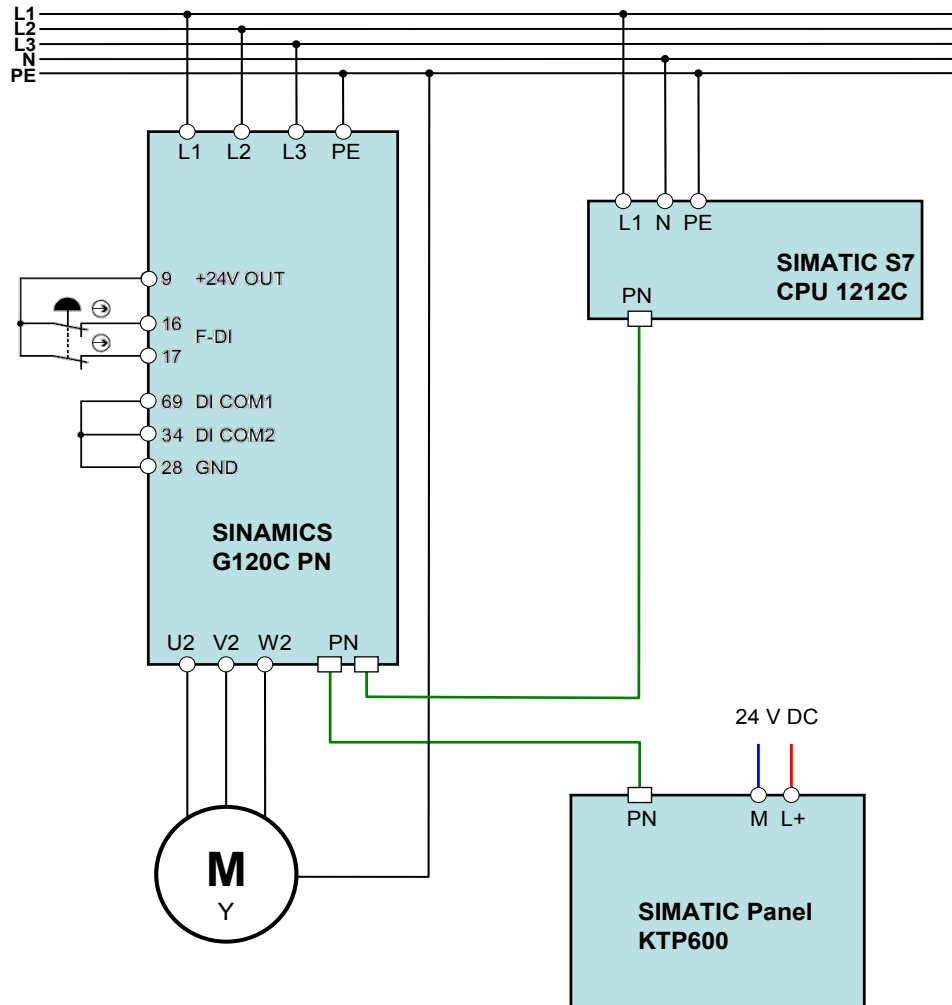 L1
L2
L3
N
PE
L1 L2 L3 PE
L1 N PE
SIMATIC S7
CPU 1212C
PN
9 +24V OUT
16
F-DI
17
69 DI COM1
34 DI COM2
28 GND
SINAMICS
G120C PN
U2 V2 W2 PN
24 V DC
PN M L+
M
Y
SIMATIC Panel
KTP600